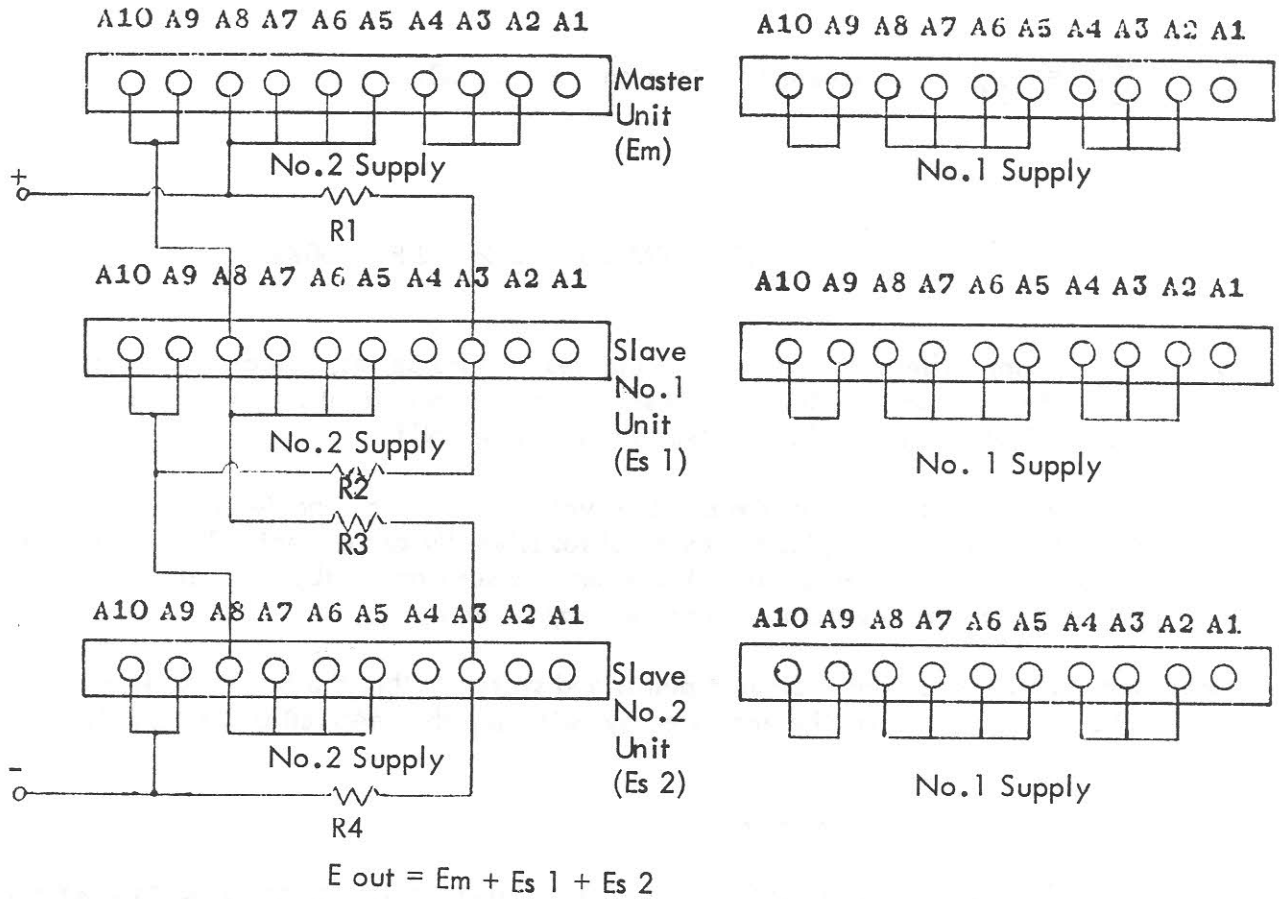 A10 A9 A8 A7 A6 A5 A4 A3 A2 A1
Master
Unit
(Em)
No.2 Supply
+
R1
A10 A9 A8 A7 A6 A5 A4 A3 A2 A1
No.1 Supply
A10 A9 A8 A7 A6 A5 A4 A3 A2 A1
Slave
No.1
Unit
(Es 1)
No.2 Supply
R2
R3
A10 A9 A8 A7 A6 A5 A4 A3 A2 A1
No. 1 Supply
A10 A9 A8 A7 A6 A5 A4 A3 A2 A1
Slave
No.2
Unit
(Es 2)
No.2 Supply
-
R4
A10 A9 A8 A7 A6 A5 A4 A3 A2 A1.
No.1 Supply
E out = Em + Es 1 + Es 2